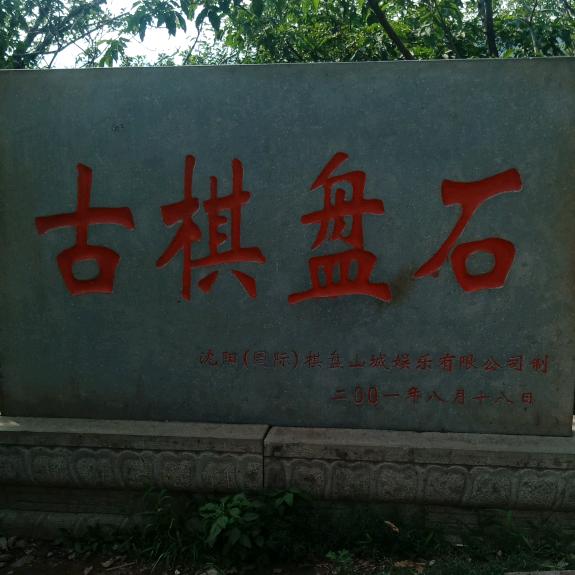 古棋盘石
沈阳(国际)棋盘山城娱乐有限公司制
二00一年八月十八日